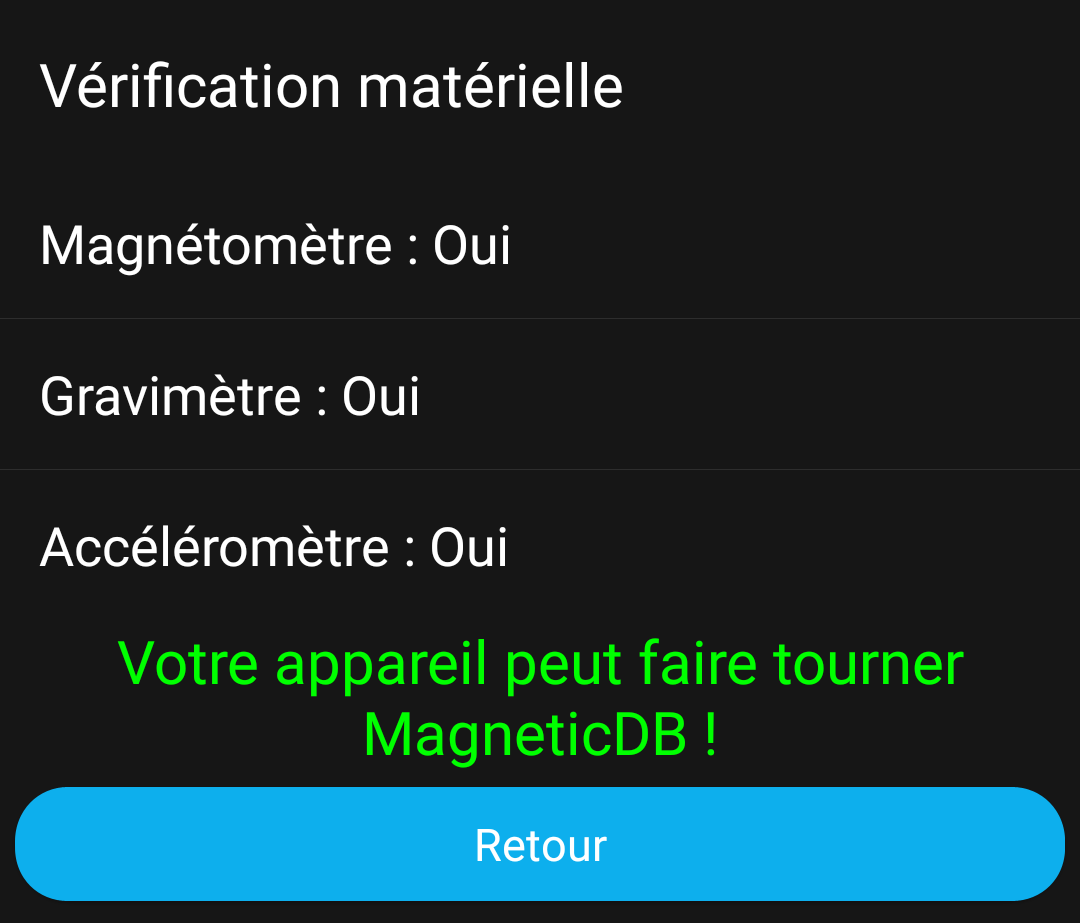 Vérification matérielle
Magnétomètre : Oui
Gravimètre : Oui
Accéléromètre : Oui
Votre appareil peut faire tourner
MagneticDB !
Retour